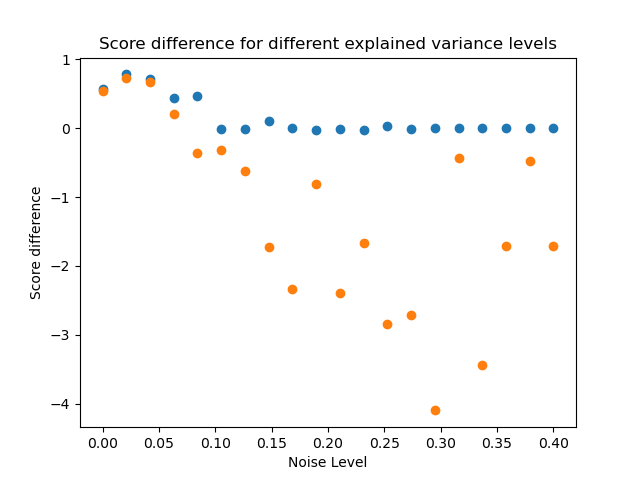 Score difference for different explained variance levels
1
0
−1
−2
−3
−4
Score difference
0.00 0.05 0.10 0.15 0.20 0.25 0.30 0.35 0.40
Noise Level